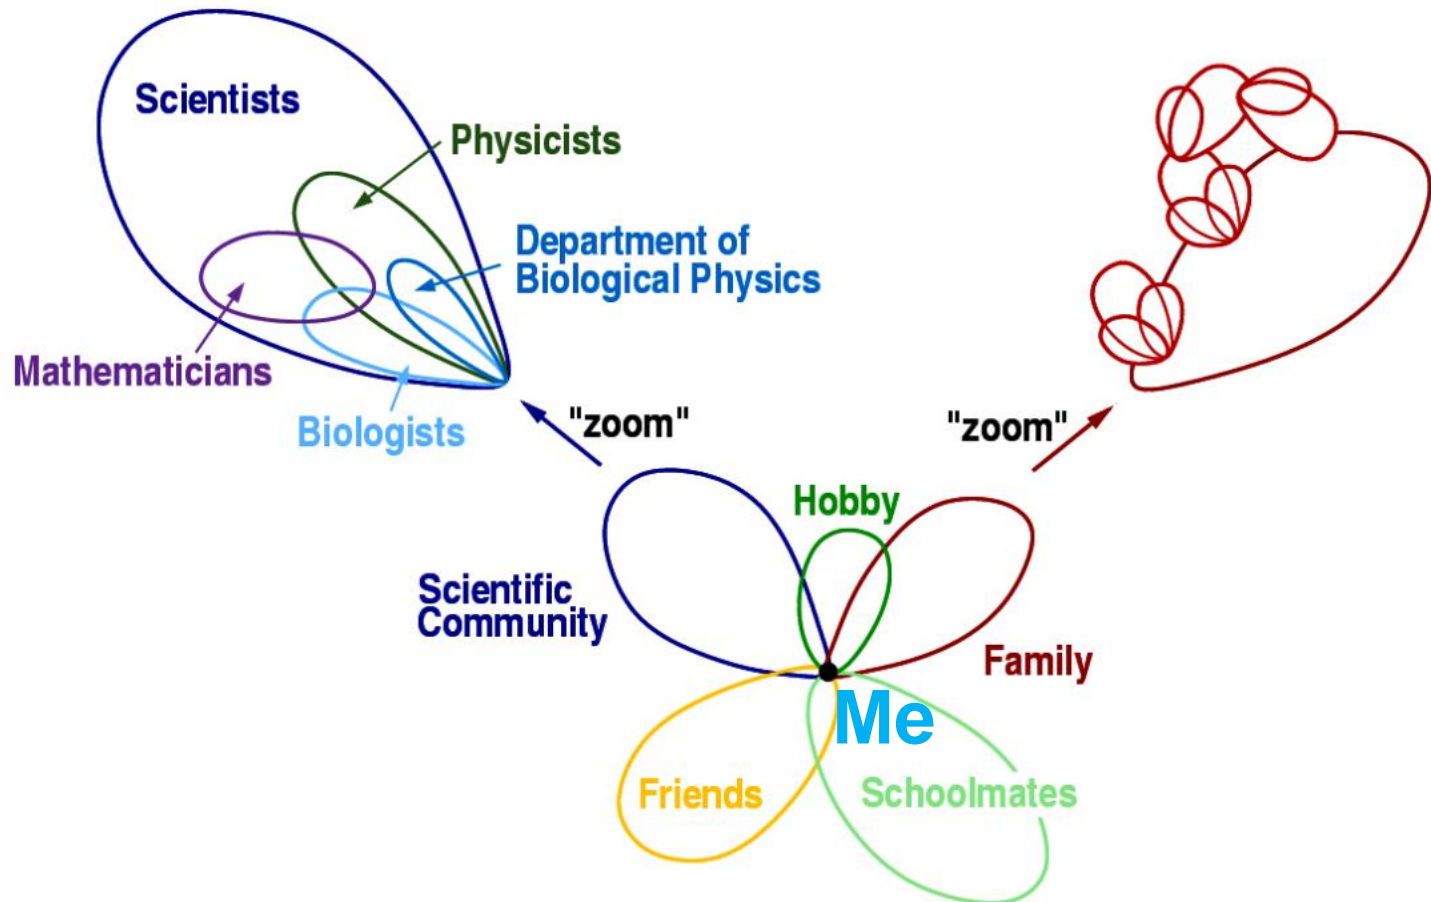 Scientists
Physicists
Department of
Biological Physics
Mathematicians
Biologists
"zoom"
"zoom"
Hobby
Scientific
Community
Family
Me
Friends
Schoolmates